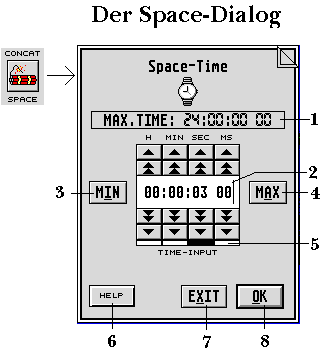 Der Space-Dialog
CONCAT
SPACE
Space-Time
MAX.TIME: 24:00:00 00
1
H MIN SEC MS
2
3
MIN
00:00:03 00
MAX
4
5
TIME-INPUT
HELP
EXIT
OK
6
7
8